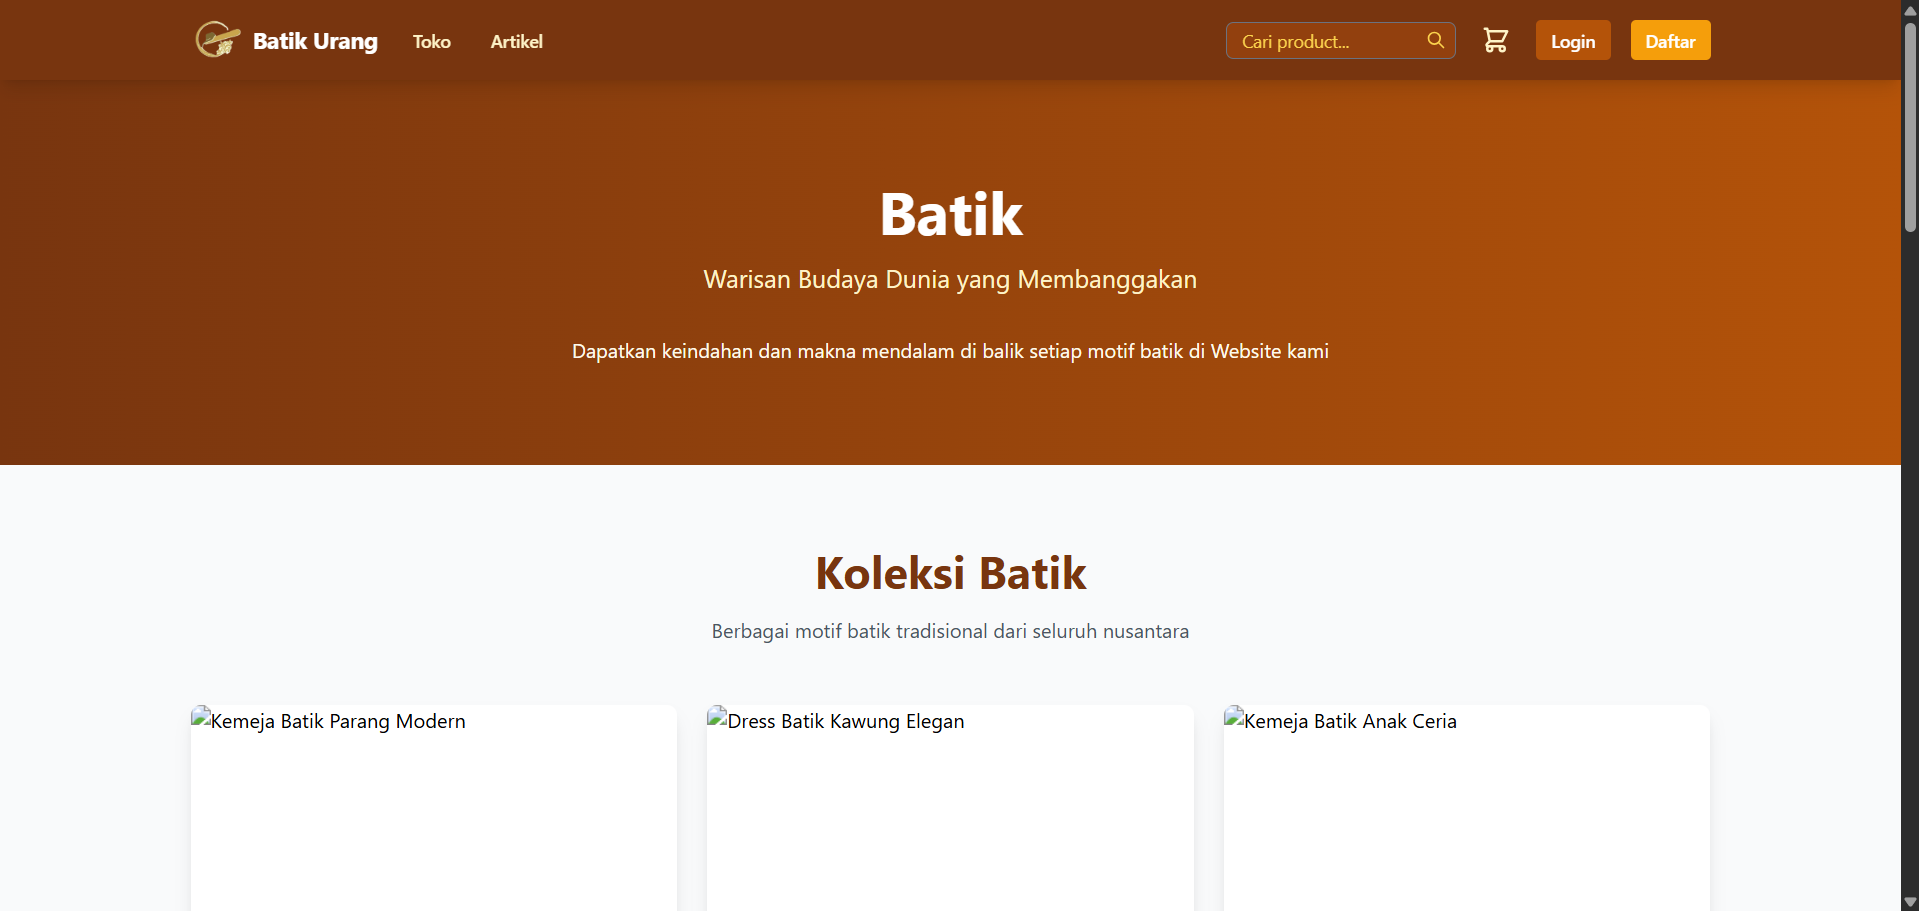 Batik Urang
Toko
Artikel
Cari product...
Login
Daftar
Batik
Warisan Budaya Dunia yang Membanggakan
Dapatkan keindahan dan makna mendalam di balik setiap motif batik di Website kami
Koleksi Batik
Berbagai motif batik tradisional dari seluruh nusantara
Kemeja Batik Parang Modern
Dress Batik Kawung Elegan
Kemeja Batik Anak Ceria